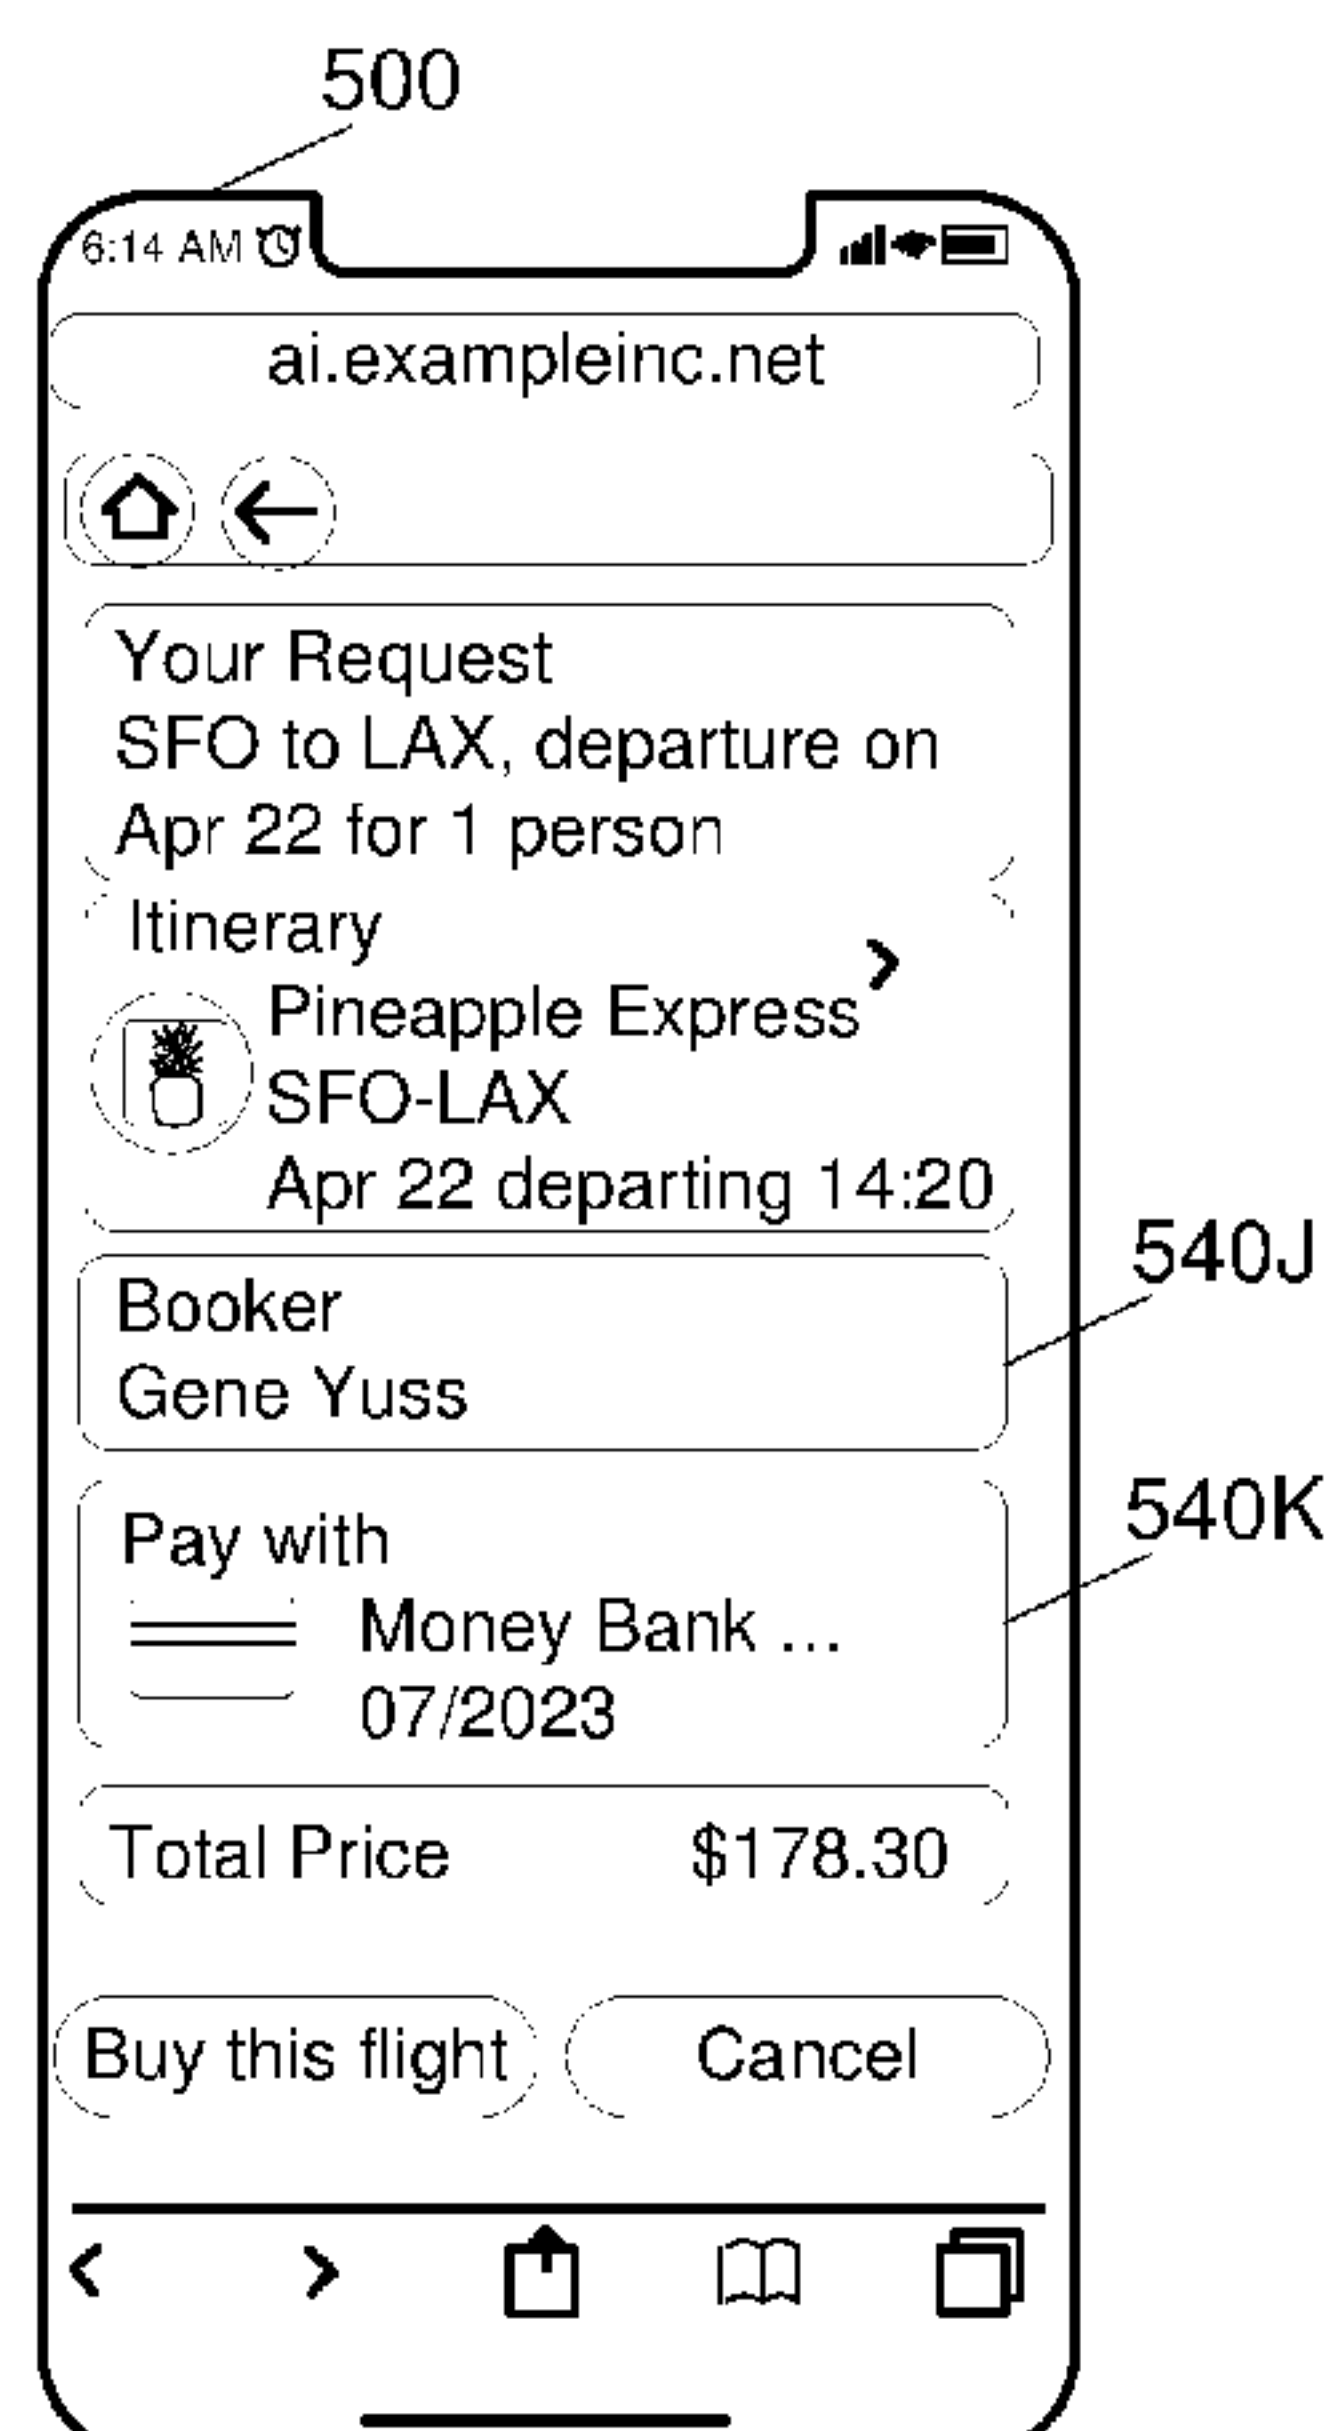 500
6:14 AM
ai.exampleinc.net
Your Request
SFO to LAX, departure on
Apr 22 for 1 person
Itinerary
Pineapple Express
SFO-LAX
Apr 22 departing 14:20
540J
Booker
Gene Yuss
540K
Pay with
Money Bank ...
07/2023
Total Price $178.30
Buy this flight Cancel